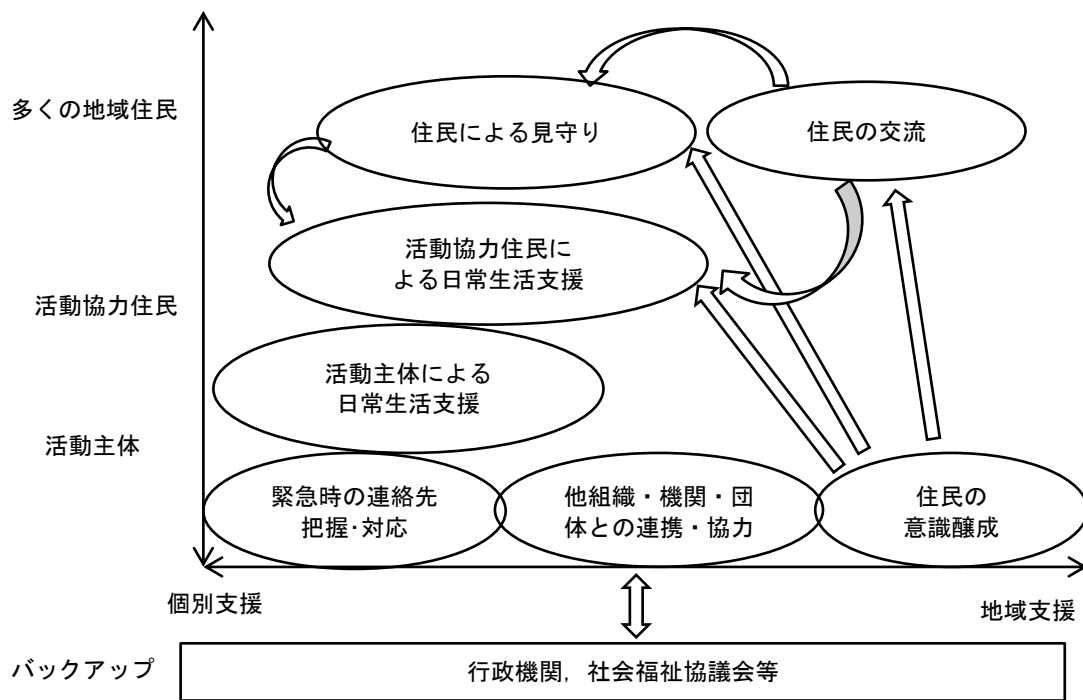 多くの地域住民
住民による見守り
住民の交流
活動協力住民に
よる日常生活支援
活動協力住民
活動主体による
日常生活支援
活動主体
緊急時の連絡先
把握・対応
他組織・機関・団
体との連携・協力
住民の
意識醸成
個別支援
地域支援
バックアップ
行政機関，社会福祉協議会等